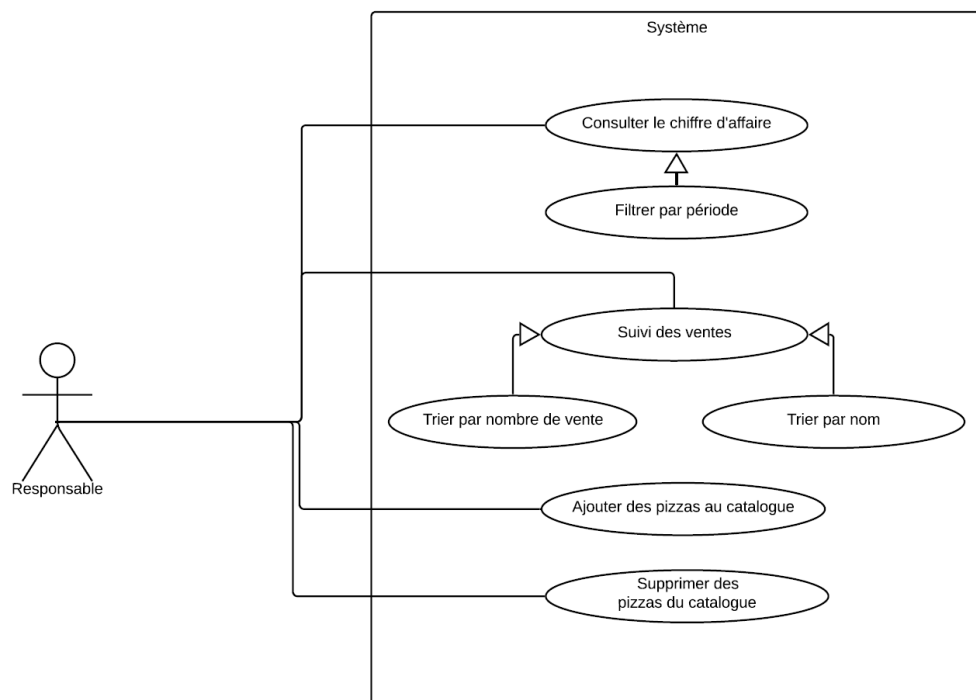 Système
Consulter le chiffre d'affaire
Filtrer par période
Suivi des ventes
Trier par nombre de vente
Trier par nom
Responsable
Ajouter des pizzas au catalogue
Supprimer des
pizzas du catalogue